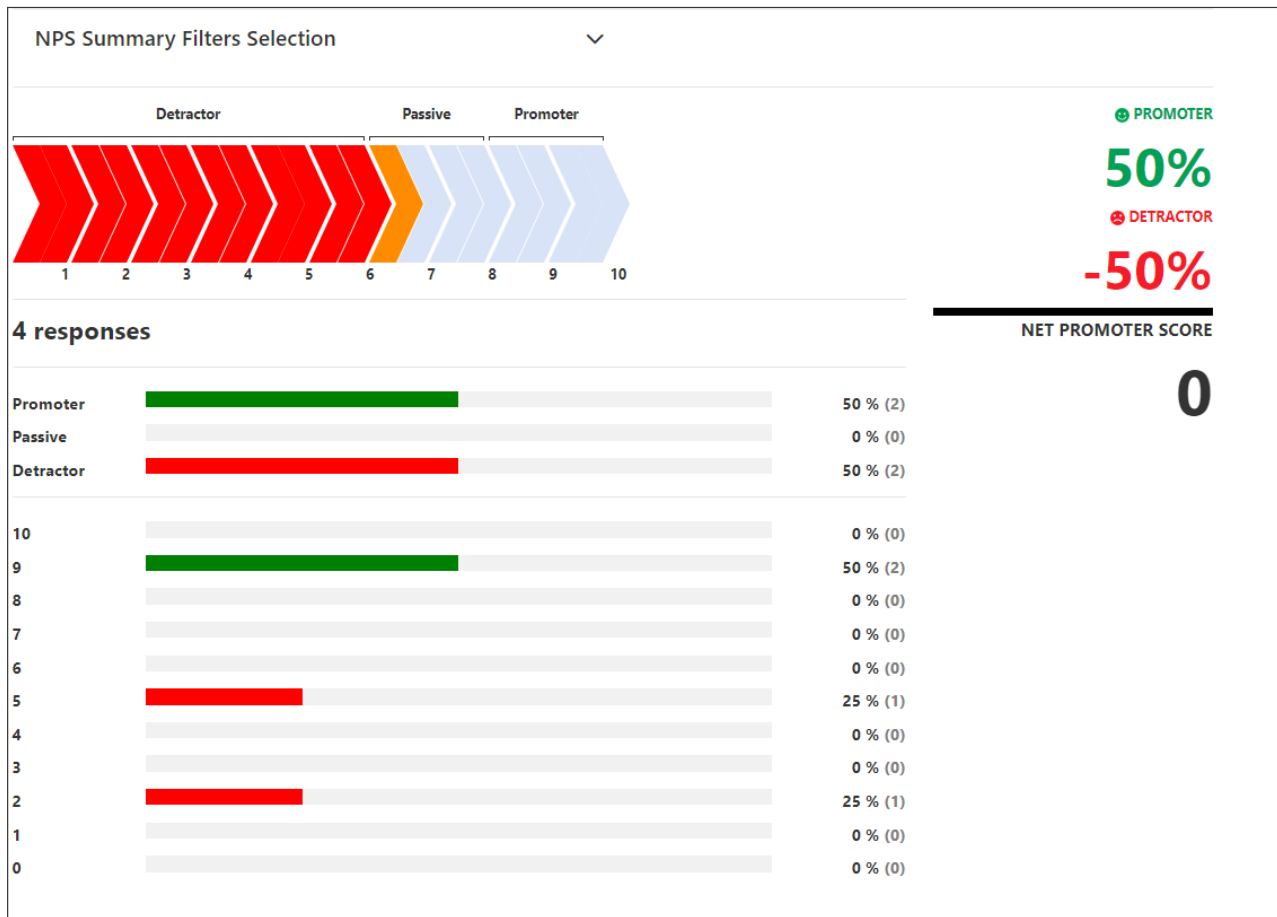 NPS Summary Filters Selection
Detractor Passive Promoter
1 2 3 4 5 6 7 8 9 10
PROMOTER
50%
DETRACTOR
-50%
NET PROMOTER SCORE
0
4 responses
Promoter 50 % (2)
Passive 0 % (0)
Detractor 50 % (2)
10 0 % (0)
9 50 % (2)
8 0 % (0)
7 0 % (0)
6 0 % (0)
5 25 % (1)
4 0 % (0)
3 0 % (0)
2 25 % (1)
1 0 % (0)
0 0 % (0)